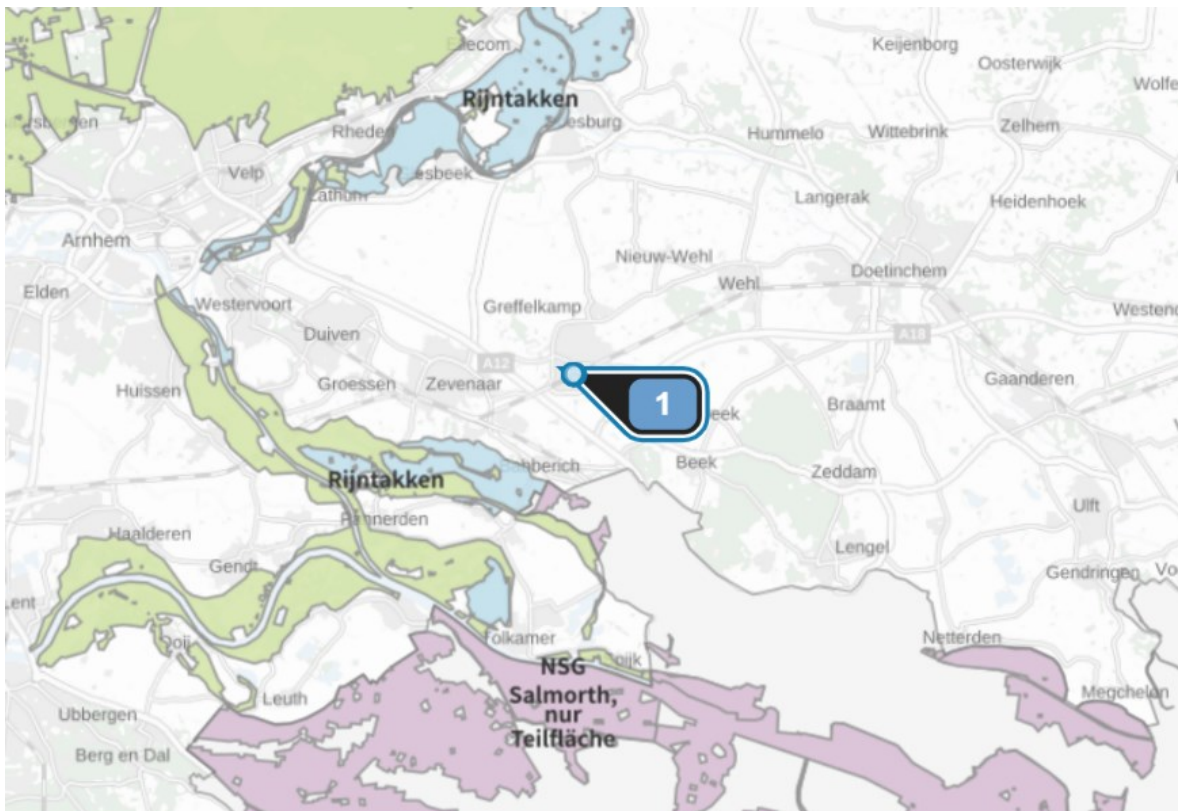 Keijenborg
Oosterwijk
Rijntakken
Rheden
Hummelo
Wittebrink
Zelhem
Velp
Lathum
Langerak
Heidenhoek
Arnhem
Nieuw-Wehl
Doetinchem
Elden
Wehl
Westervoort
Greffelkamp
Duiven
A18
A12
Huissen
Groessen
Zevenaar
Gaanderen
1
Braamt
Beek
Zeddam
Babberich
Rijntakken
Ulft
Haalderen
Lengel
Gendt
Gendringen
Tolkamer
Netterden
NSG
Salmorth,
nur
Teilfläche
Leuth
Megchelen
Ubbergen
Berg en Dal